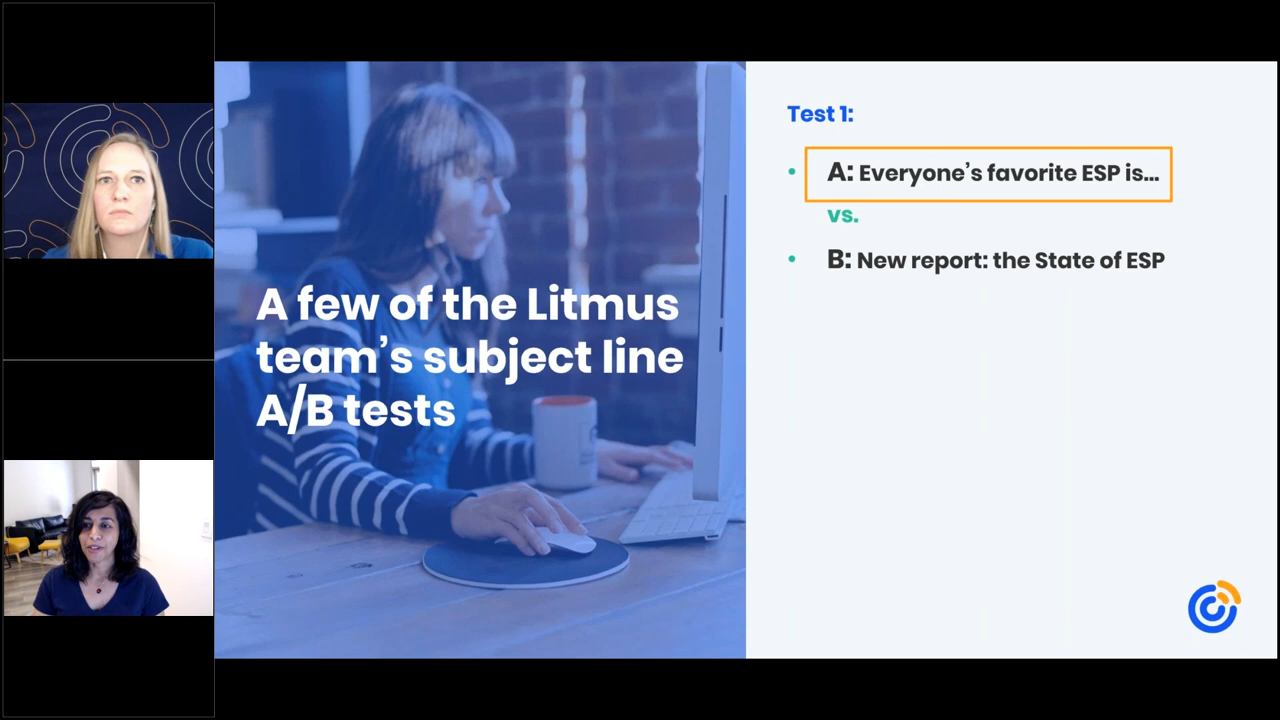 A few of the Litmus
team's subject line
A/B tests
Test 1:
• A: Everyone's favorite ESP is...
vs.
• B: New report: the State of ESP